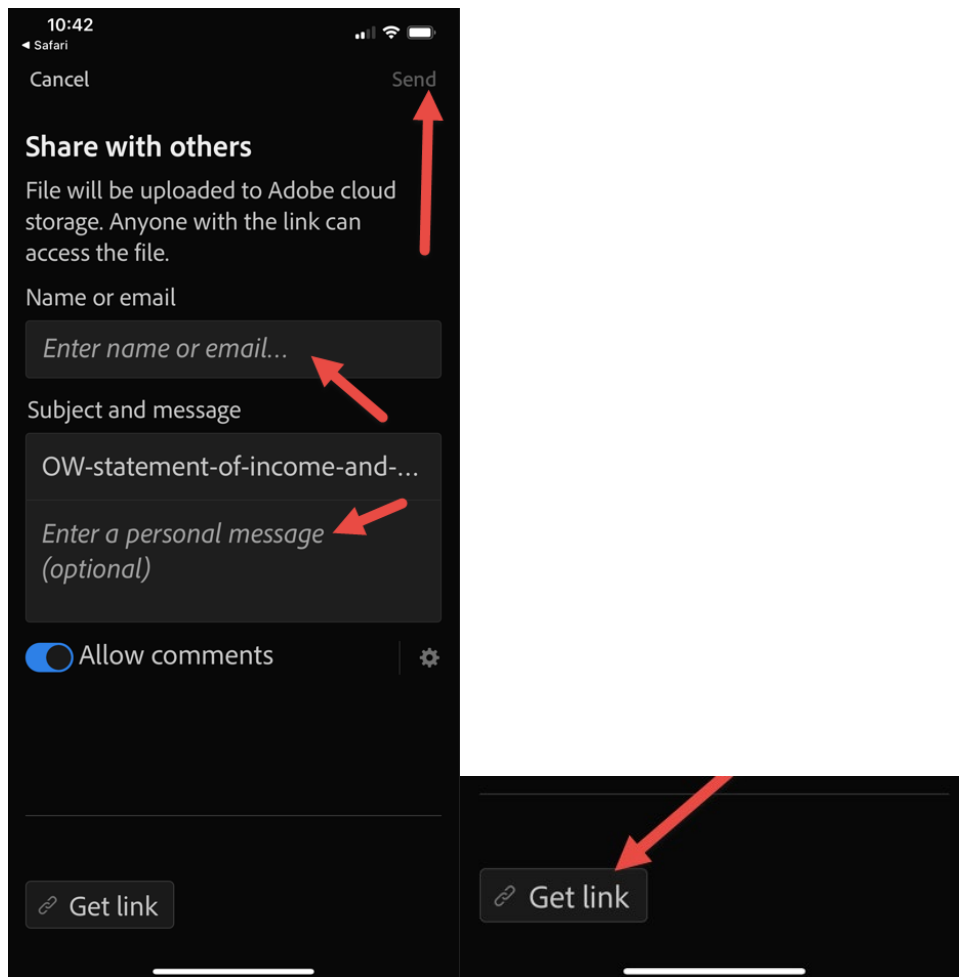 10:42
◀ Safari
Cancel
Send
Share with others
File will be uploaded to Adobe cloud
storage. Anyone with the link can
access the file.
Name or email
Enter name or email...
Subject and message
OW-statement-of-income-and-...
Enter a personal message
(optional)
Allow comments
Get link
Get link